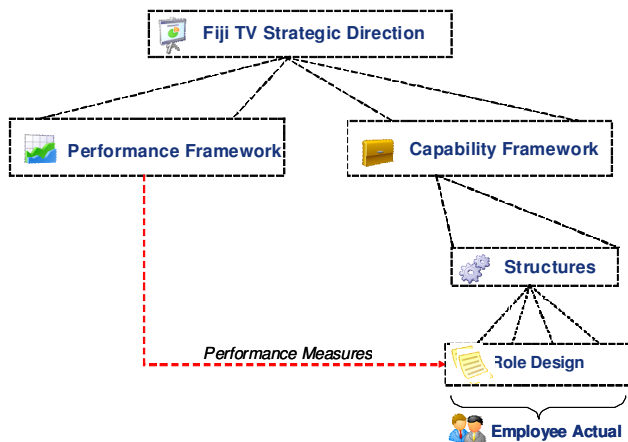 Fiji TV Strategic Direction
Performance Framework
Capability Framework
Structures
Performance Measures
Role Design
Employee Actual